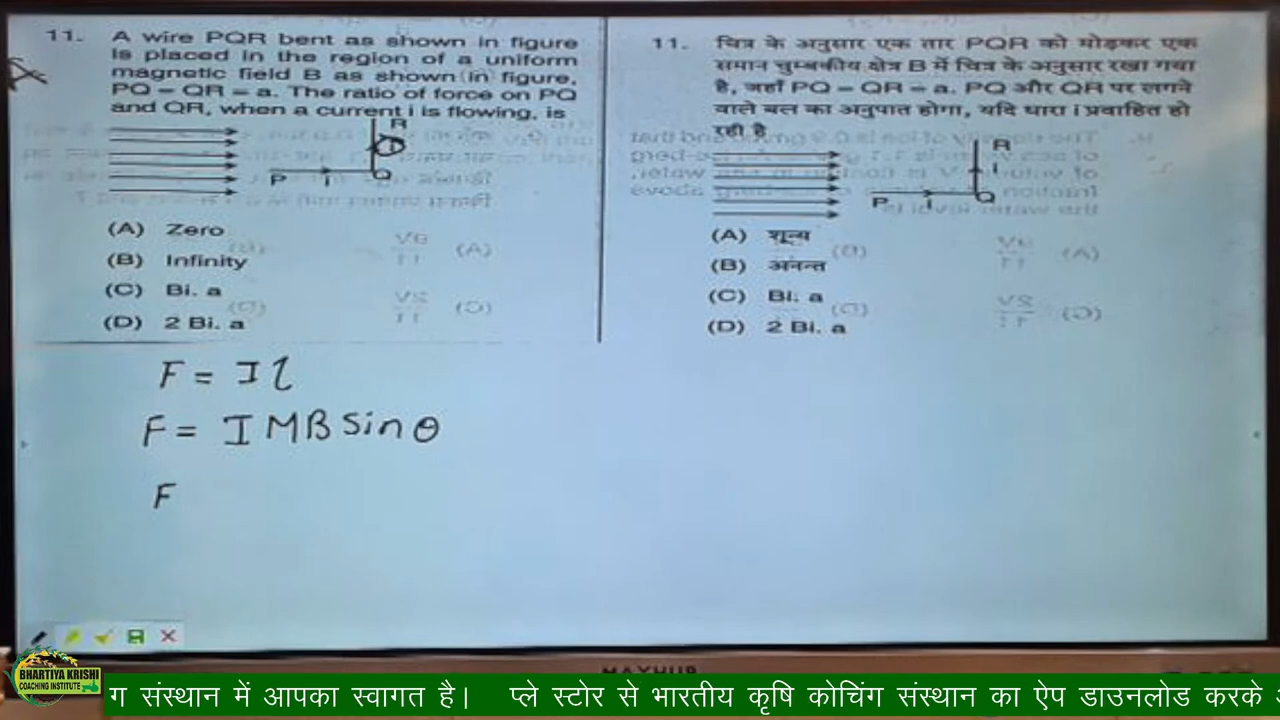 11. A wire PQR bent as shown in figure
is placed in the region of a uniform
magnetic field B as shown in figure,
PQ = QR = a. The ratio of force on PQ
and QR, when a current i is flowing, is
R
P i Q
(A) Zero
(B) Infinity
(C) Bi. a
(D) 2 Bi. a
11. चित्र के अनुसार एक तार PQR को मोड़कर एक
समान चुम्बकीय क्षेत्र B में चित्र के अनुसार रखा गया
है, जहाँ PQ = QR = a. PQ और QR पर लगने
वाले बल का अनुपात होगा, यदि धारा i प्रवाहित हो
रही है
R
i
P i Q
(A) शून्य
(B) अनन्त
(C) Bi. a
(D) 2 Bi. a
F = I l
F = I M B Sin θ
F
BHARTIYA KRISHI
COACHING INSTITUTE
ग संस्थान में आपका स्वागत है। प्ले स्टोर से भारतीय कृषि कोचिंग संस्थान का ऐप डाउनलोड करके